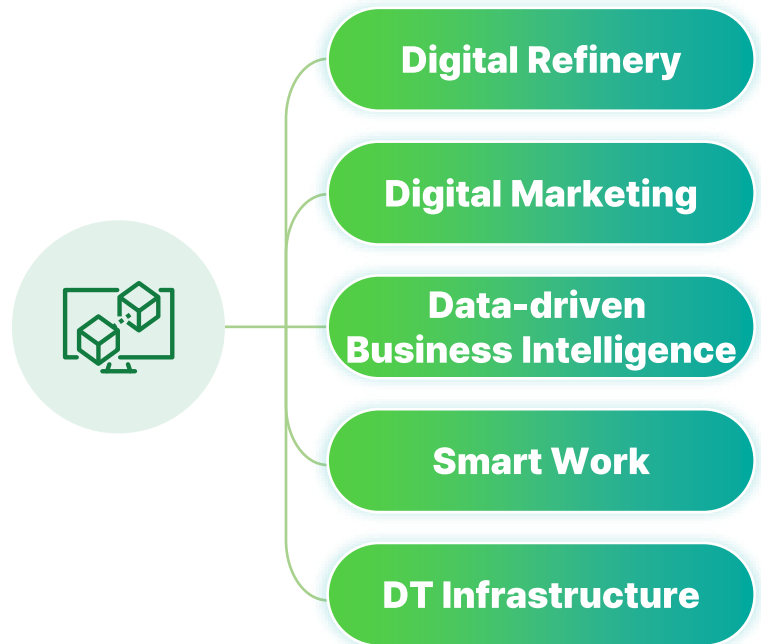 Digital Refinery
Digital Marketing
Data-driven
Business Intelligence
Smart Work
DT Infrastructure